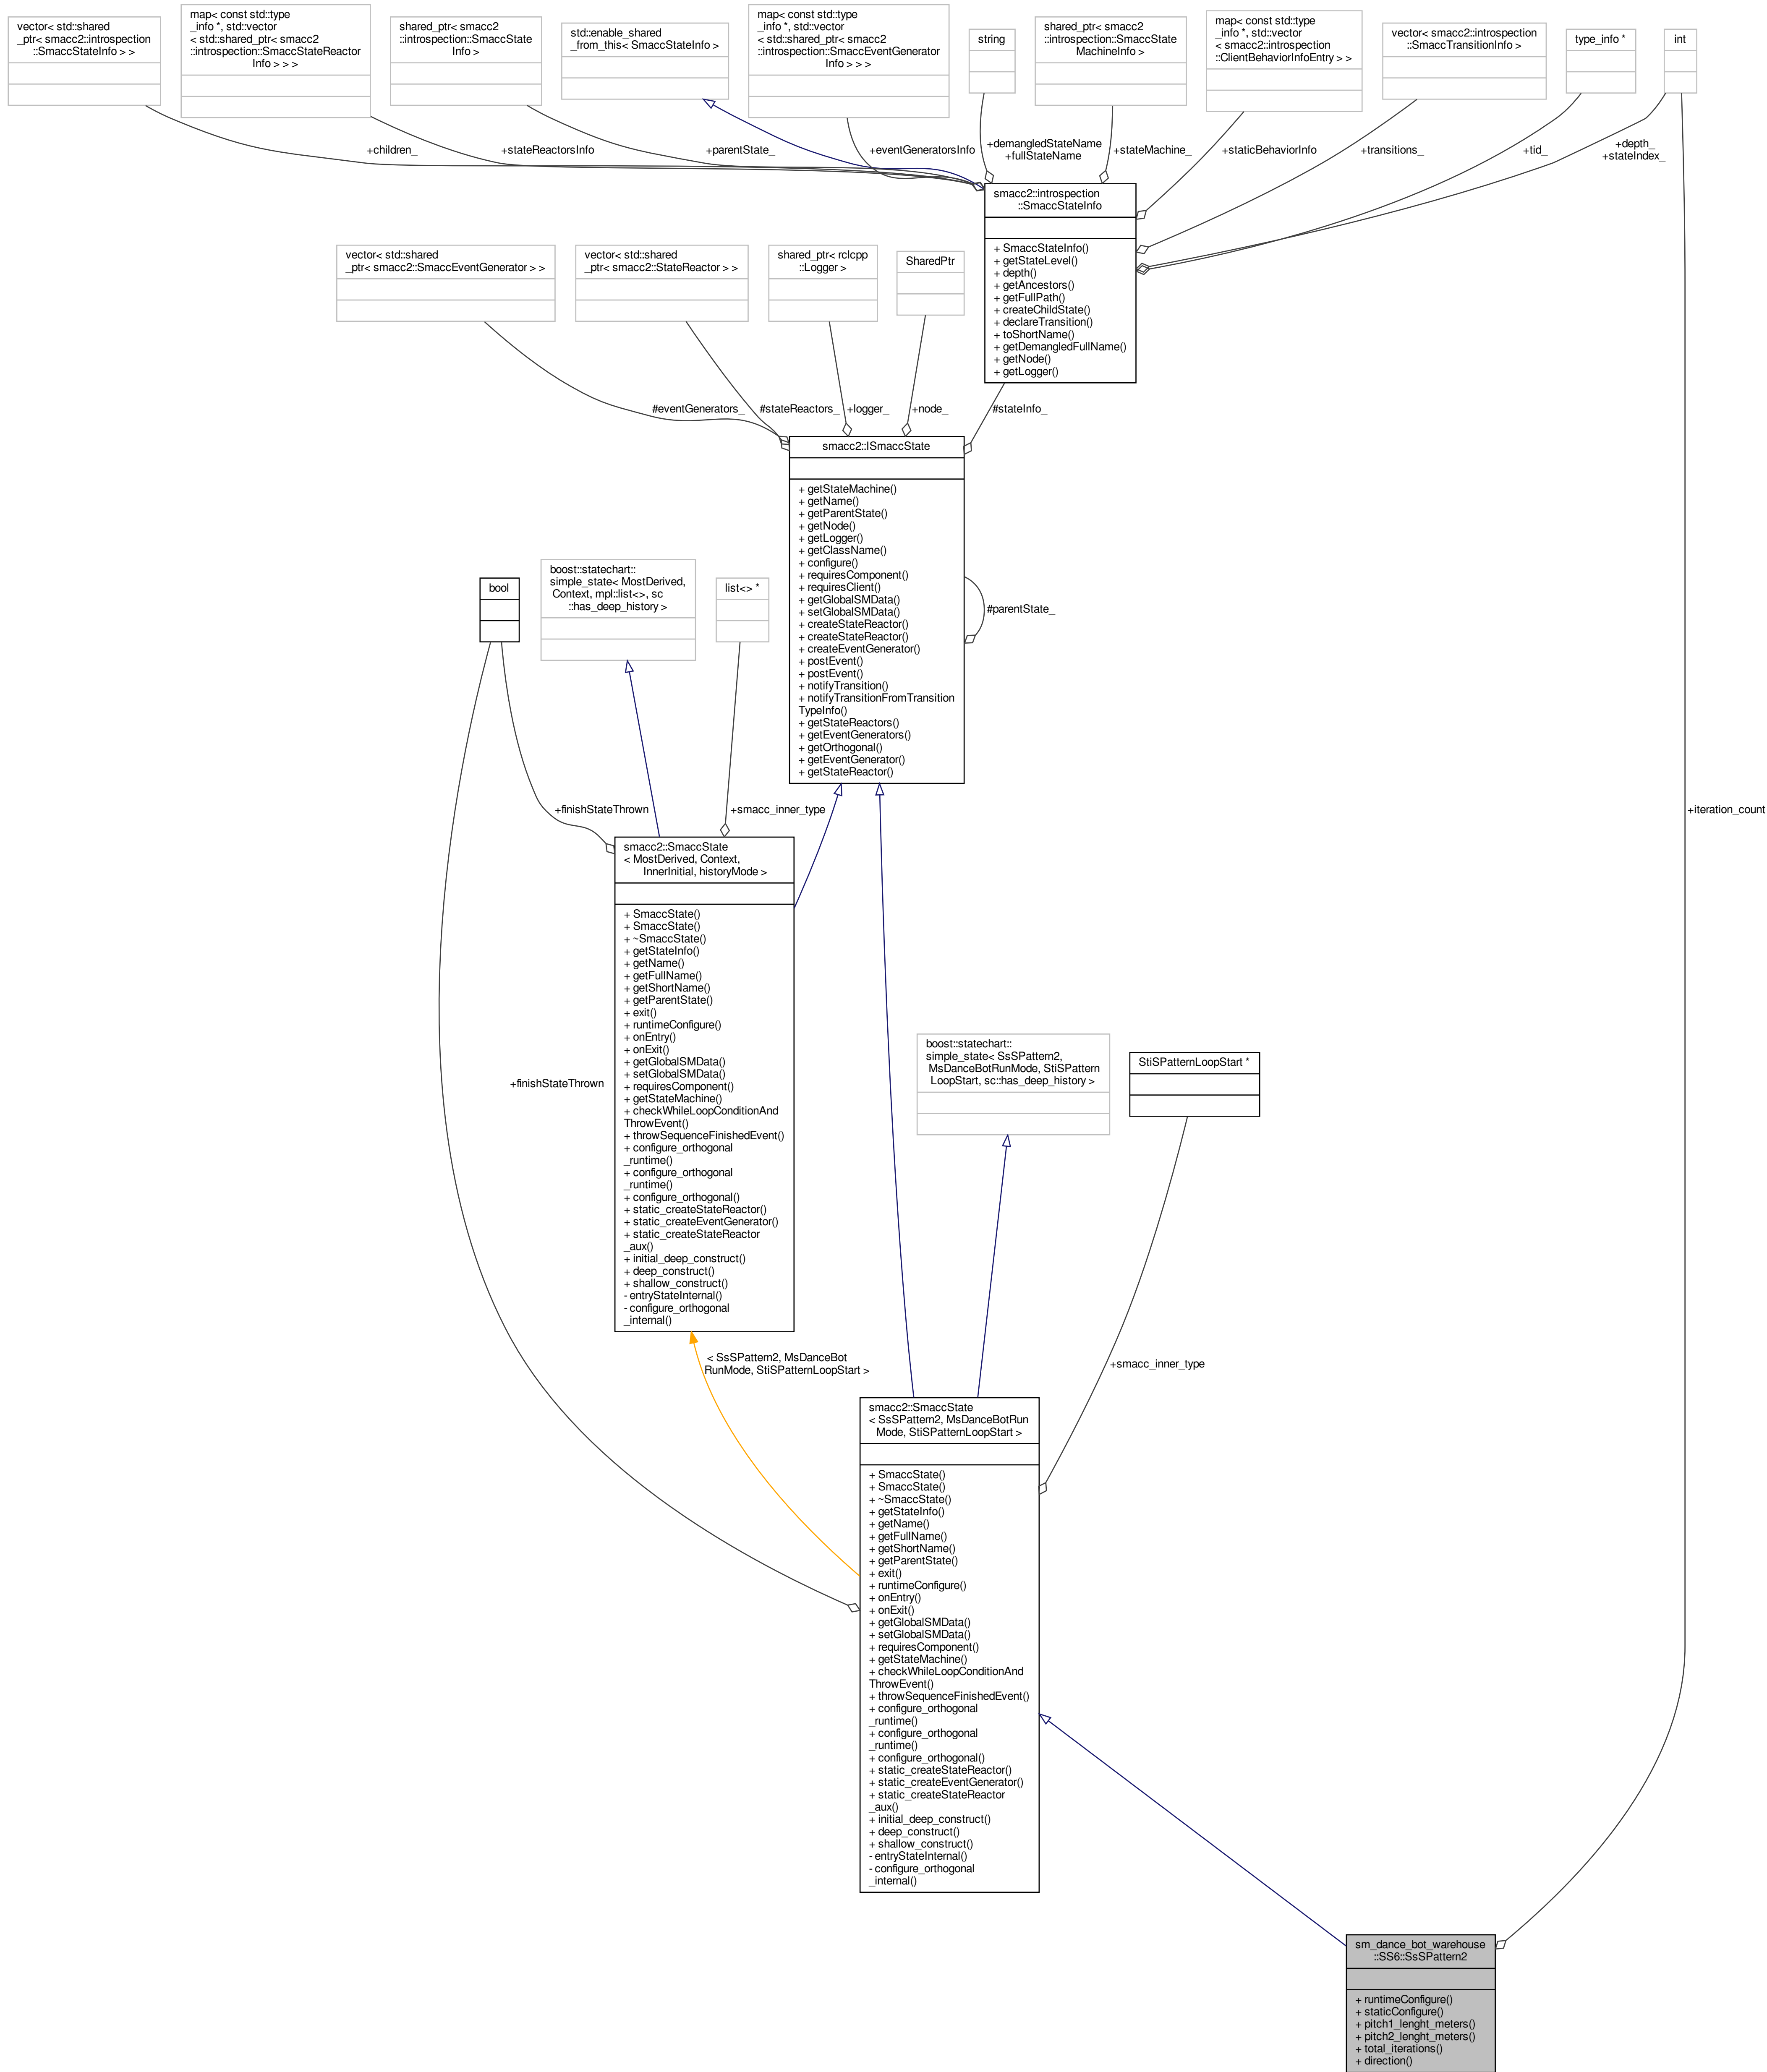 vector< std::shared
_ptr< smacc2::introspection
::SmaccStateInfo > >
map< const std::type
_info *, std::vector
< std::shared_ptr< smacc2
::introspection::SmaccStateReactor
Info > > >
shared_ptr< smacc2
::introspection::SmaccState
Info >
std::enable_shared
_from_this< SmaccStateInfo >
map< const std::type
_info *, std::vector
< std::shared_ptr< smacc2
::introspection::SmaccEventGenerator
Info > > >
string
shared_ptr< smacc2
::introspection::SmaccState
MachineInfo >
map< const std::type
_info *, std::vector
< smacc2::introspection
::ClientBehaviorInfoEntry > >
vector< smacc2::introspection
::SmaccTransitionInfo >
type_info *
int
+children_
+stateReactorsInfo
+parentState_
+eventGeneratorsInfo
+demangledStateName
+fullStateName
+stateMachine_
+staticBehaviorInfo
+transitions_
+tid_
+depth_
+stateIndex_
smacc2::introspection
::SmaccStateInfo
+ SmaccStateInfo()
+ getStateLevel()
+ depth()
+ getAncestors()
+ getFullPath()
+ createChildState()
+ declareTransition()
+ toShortName()
+ getDemangledFullName()
+ getNode()
+ getLogger()
vector< std::shared
_ptr< smacc2::SmaccEventGenerator > >
vector< std::shared
_ptr< smacc2::StateReactor > >
shared_ptr< rclcpp
::Logger >
SharedPtr
#eventGenerators_
#stateReactors_
+logger_
+node_
#stateInfo_
smacc2::ISmaccState
+ getStateMachine()
+ getName()
+ getParentState()
+ getNode()
+ getLogger()
+ getClassName()
+ configure()
+ requiresComponent()
+ requiresClient()
+ getGlobalSMData()
+ setGlobalSMData()
+ createStateReactor()
+ createStateReactor()
+ createEventGenerator()
+ postEvent()
+ postEvent()
+ notifyTransition()
+ notifyTransitionFromTransition
TypeInfo()
+ getStateReactors()
+ getEventGenerators()
+ getOrthogonal()
+ getEventGenerator()
+ getStateReactor()
#parentState_
bool
boost::statechart::
simple_state< MostDerived,
Context, mpl::list<>, sc
::has_deep_history >
list<> *
+finishStateThrown
+smacc_inner_type
+iteration_count
smacc2::SmaccState
< MostDerived, Context,
InnerInitial, historyMode >
+ SmaccState()
+ SmaccState()
+ ~SmaccState()
+ getStateInfo()
+ getName()
+ getFullName()
+ getShortName()
+ getParentState()
+ exit()
+ runtimeConfigure()
+ onEntry()
+ onExit()
+ getGlobalSMData()
+ setGlobalSMData()
+ requiresComponent()
+ getStateMachine()
+ checkWhileLoopConditionAnd
ThrowEvent()
+ throwSequenceFinishedEvent()
+ configure_orthogonal
_runtime()
+ configure_orthogonal
_runtime()
+ configure_orthogonal()
+ static_createStateReactor()
+ static_createEventGenerator()
+ static_createStateReactor
_aux()
+ initial_deep_construct()
+ deep_construct()
+ shallow_construct()
- entryStateInternal()
- configure_orthogonal
_internal()
+finishStateThrown
boost::statechart::
simple_state< SsSPattern2,
MsDanceBotRunMode, StiSPattern
LoopStart, sc::has_deep_history >
StiSPatternLoopStart *
< SsSPattern2, MsDanceBot
RunMode, StiSPatternLoopStart >
+smacc_inner_type
smacc2::SmaccState
< SsSPattern2, MsDanceBotRun
Mode, StiSPatternLoopStart >
+ SmaccState()
+ SmaccState()
+ ~SmaccState()
+ getStateInfo()
+ getName()
+ getFullName()
+ getShortName()
+ getParentState()
+ exit()
+ runtimeConfigure()
+ onEntry()
+ onExit()
+ getGlobalSMData()
+ setGlobalSMData()
+ requiresComponent()
+ getStateMachine()
+ checkWhileLoopConditionAnd
ThrowEvent()
+ throwSequenceFinishedEvent()
+ configure_orthogonal
_runtime()
+ configure_orthogonal
_runtime()
+ configure_orthogonal()
+ static_createStateReactor()
+ static_createEventGenerator()
+ static_createStateReactor
_aux()
+ initial_deep_construct()
+ deep_construct()
+ shallow_construct()
- entryStateInternal()
- configure_orthogonal
_internal()
sm_dance_bot_warehouse
::SS6::SsSPattern2
+ runtimeConfigure()
+ staticConfigure()
+ pitch1_lenght_meters()
+ pitch2_lenght_meters()
+ total_iterations()
+ direction()